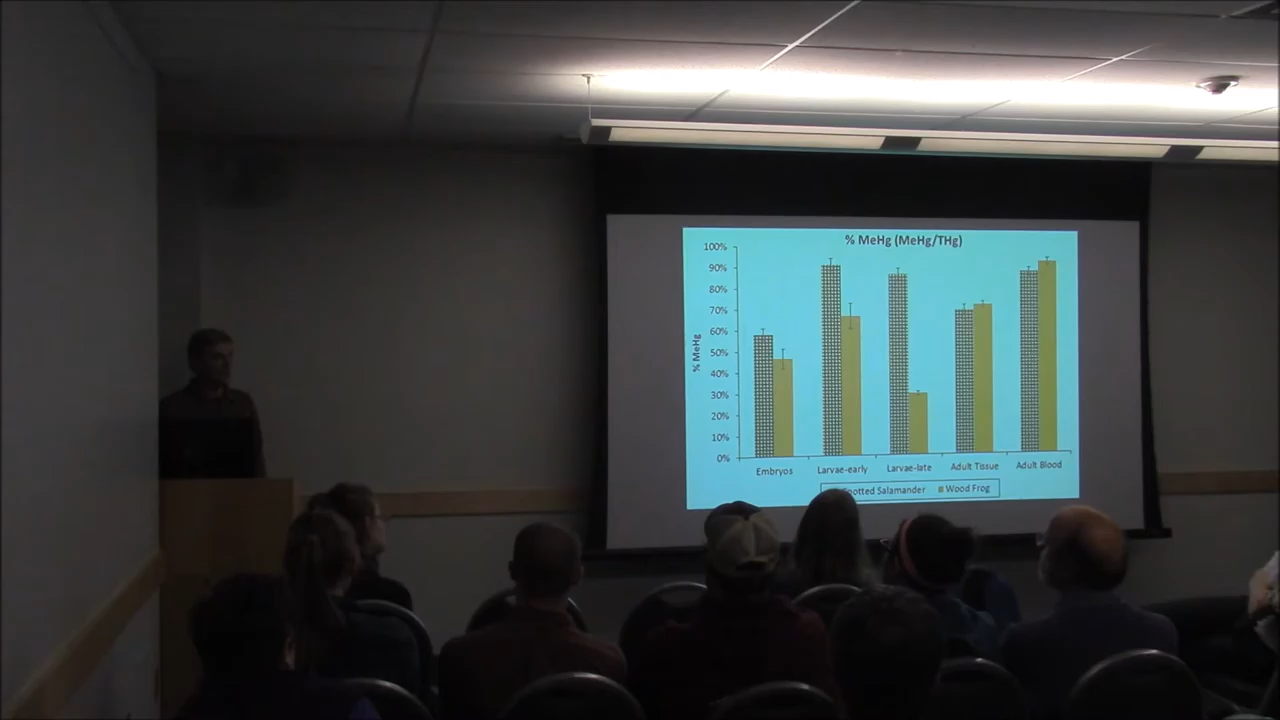 % MeHg (MeHg/THg)
100%
90%
80%
70%
60%
50%
40%
30%
20%
10%
0%
% MeHg
Embryos Larvae-early Larvae-late Adult Tissue Adult Blood
Salamander Wood Frog